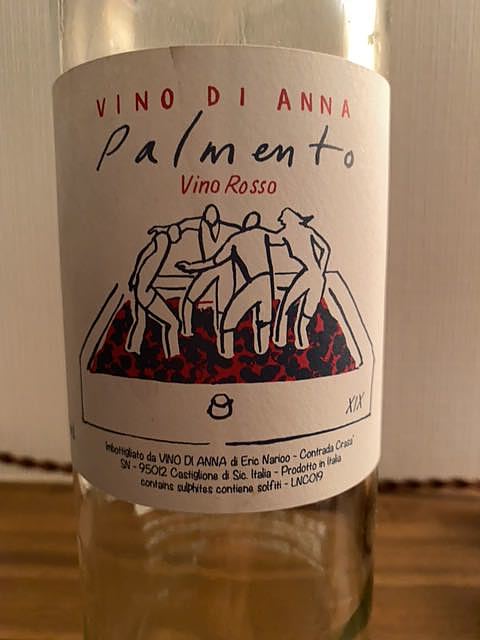 VINO DI ANNA
Palmento
Vino Rosso
XIX
Imbottigliato da VINO DI ANNA di Eric Narioo - Contrada Crasa'
SN - 95012 Castiglione di Sic. Italia - Prodotto in Italia
contains sulphites contiene solfiti - LNC019